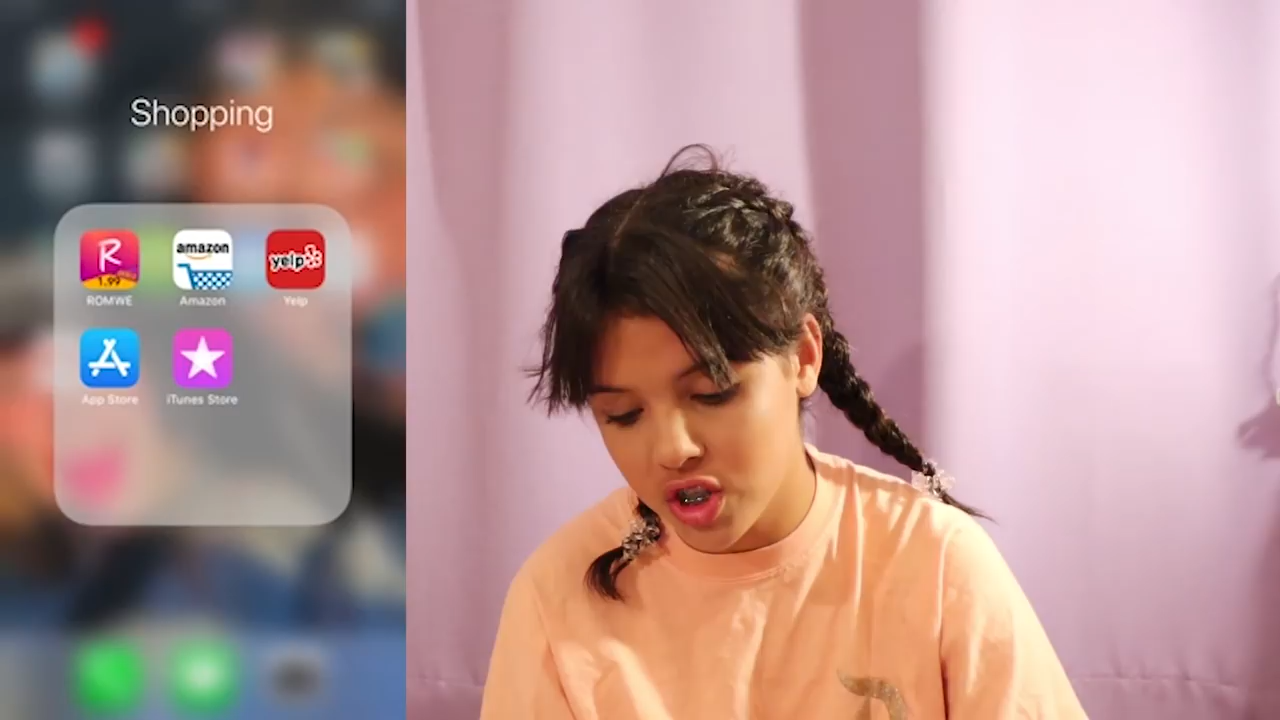 Shopping
R
1.99
ROMWE
amazon
Amazon
yelp
Yelp
App Store
iTunes Store